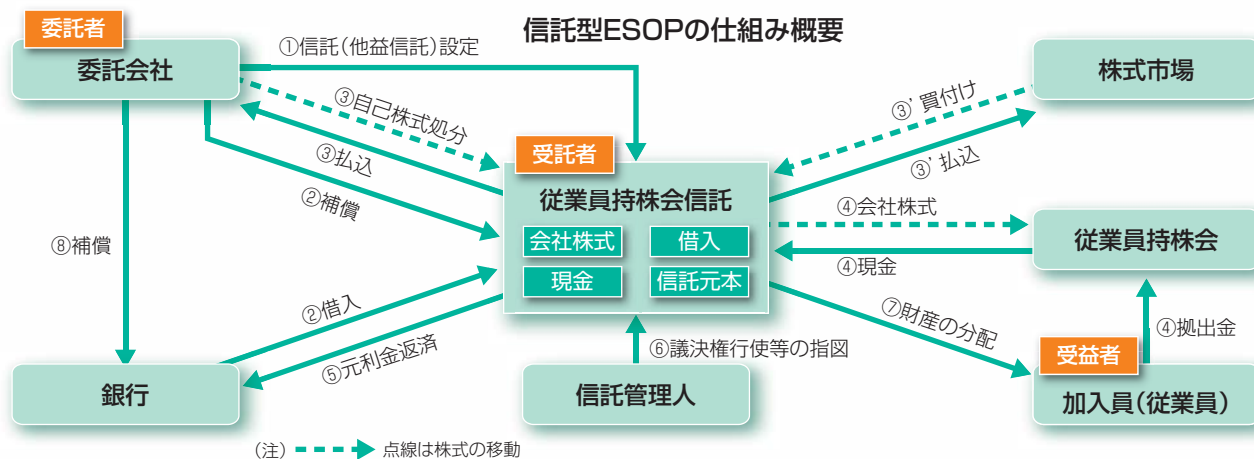 信託型ESOPの仕組み概要
委託者
委託会社
①信託(他益信託)設定
株式市場
③自己株式処分
③払込
②補償
③’買付け
③’払込
受託者
従業員持株会信託
会社株式
借入
現金
信託元本
④会社株式
④現金
従業員持株会
⑧補償
②借入
⑤元利金返済
⑥議決権行使等の指図
⑦財産の分配
④拠出金
受益者
銀行
信託管理人
加入員(従業員)
(注) 点線は株式の移動